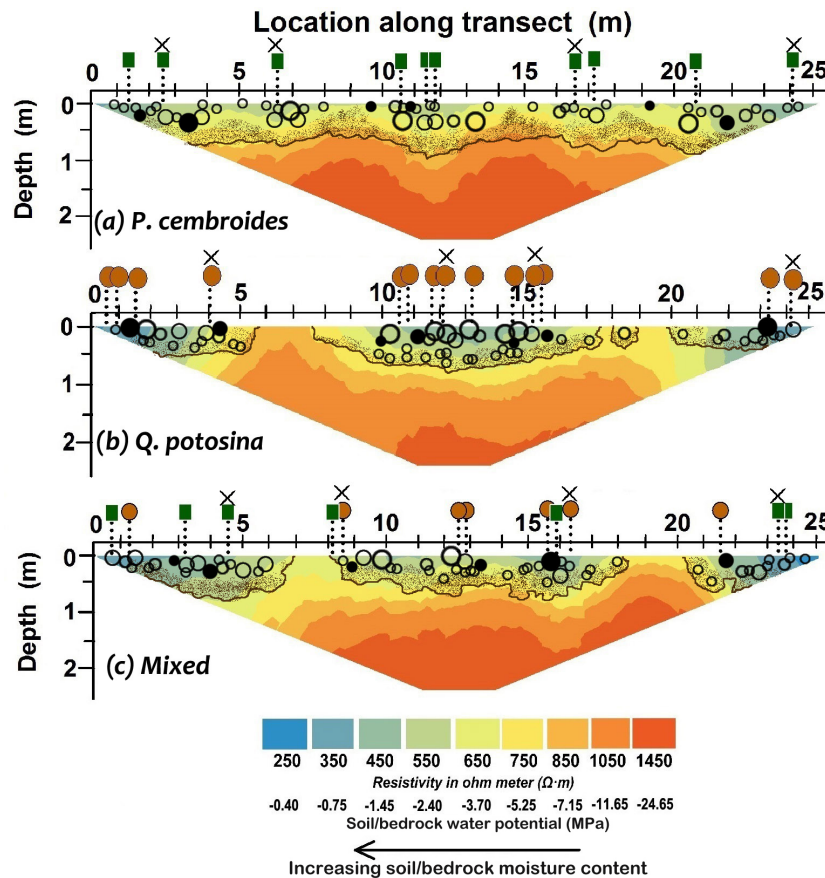 Location along transect (m)
0 5 10 15 20 25
Depth (m)
0
1
2
(a) P. cembroides
0 5 10 15 20 25
0
1
2
(b) Q. potosina
0 5 10 15 20 25
Depth (m)
0
1
2
(c) Mixed
250 350 450 550 650 750 850 1050 1450
Resistivity in ohm meter (Ω·m)
-0.40 -0.75 -1.45 -2.40 -3.70 -5.25 -7.15 -11.65 -24.65
Soil/bedrock water potential (MPa)
Increasing soil/bedrock moisture content